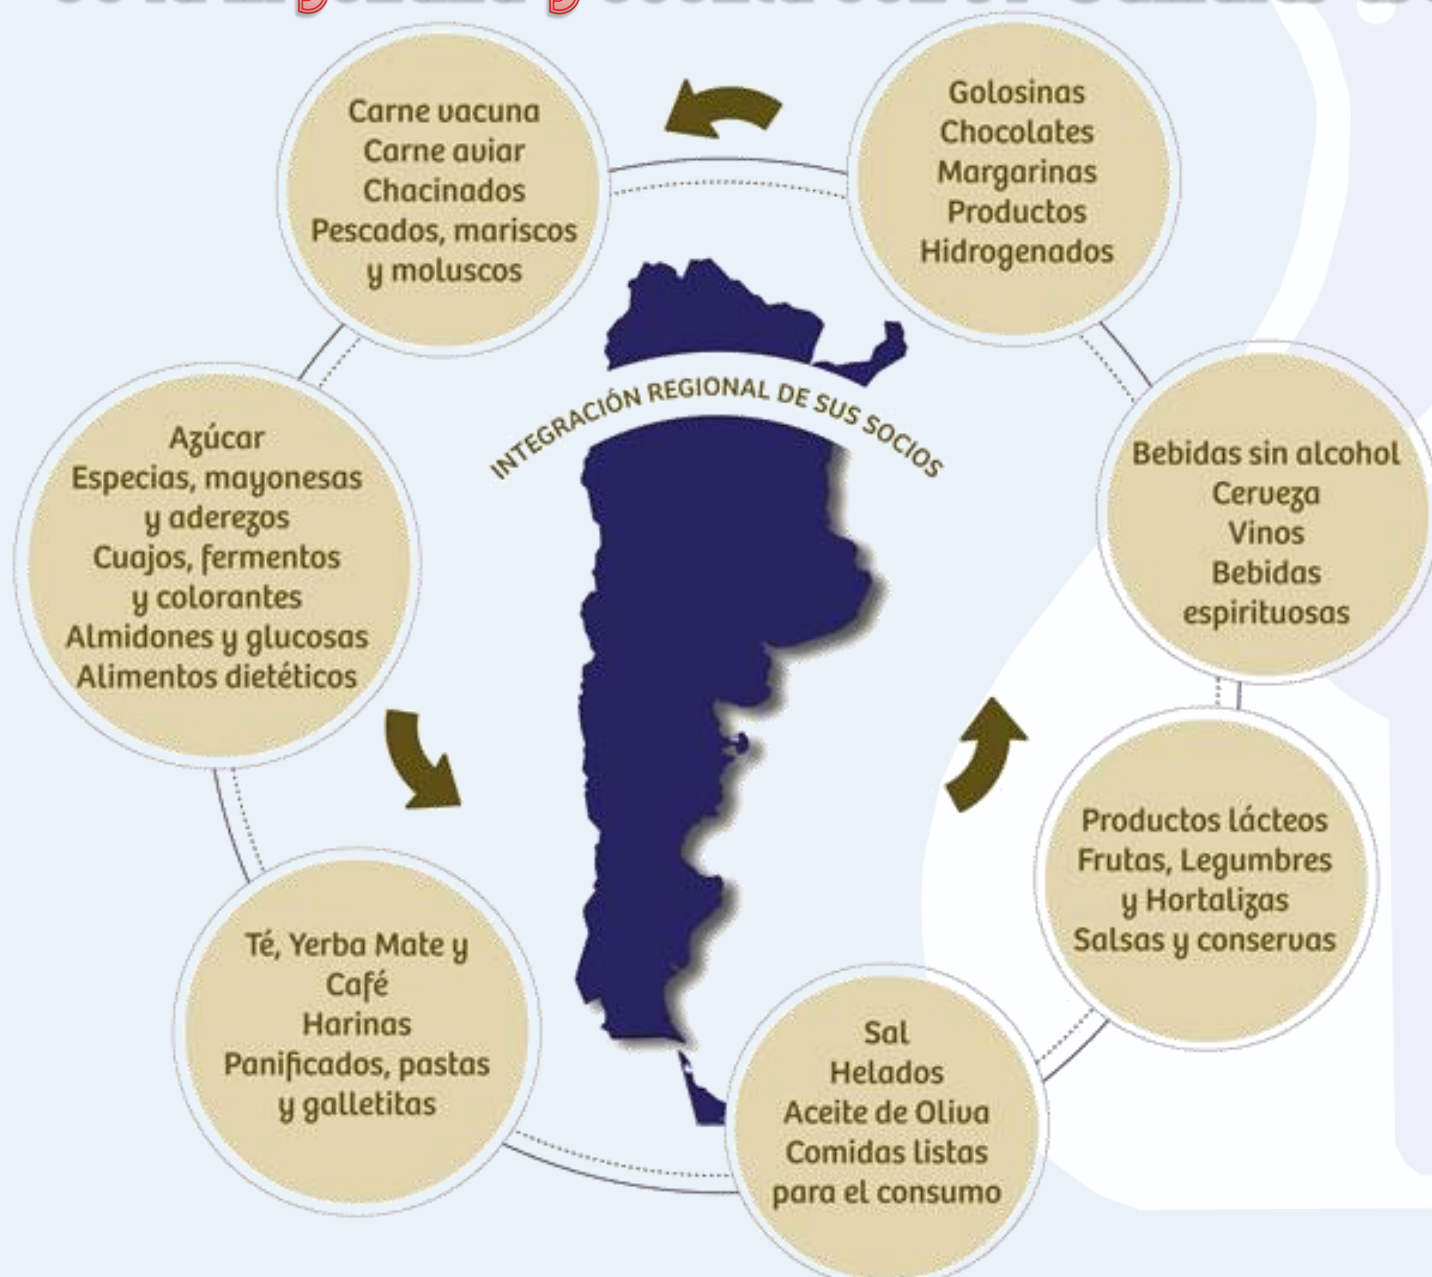 Carne vacuna
Carne aviar
Chacinados
Pescados, mariscos
y moluscos
Golosinas
Chocolates
Margarinas
Productos
Hidrogenados
INTEGRACIÓN REGIONAL DE SUS SOCIOS
Azúcar
Especias, mayonesas
y aderezos
Cuajos, fermentos
y colorantes
Almidones y glucosas
Alimentos dietéticos
Bebidas sin alcohol
Cerveza
Vinos
Bebidas
espirituosas
Productos lácteos
Frutas, Legumbres
y Hortalizas
Salsas y conservas
Té, Yerba Mate y
Café
Harinas
Panificados, pastas
y galletitas
Sal
Helados
Aceite de Oliva
Comidas listas
para el consumo